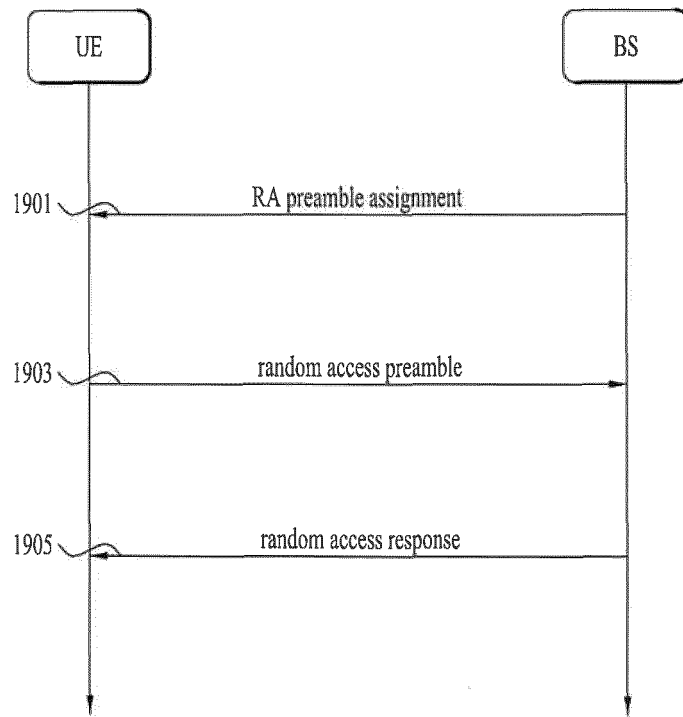 UE
BS
1901
RA preamble assignment
1903
random access preamble
1905
random access response